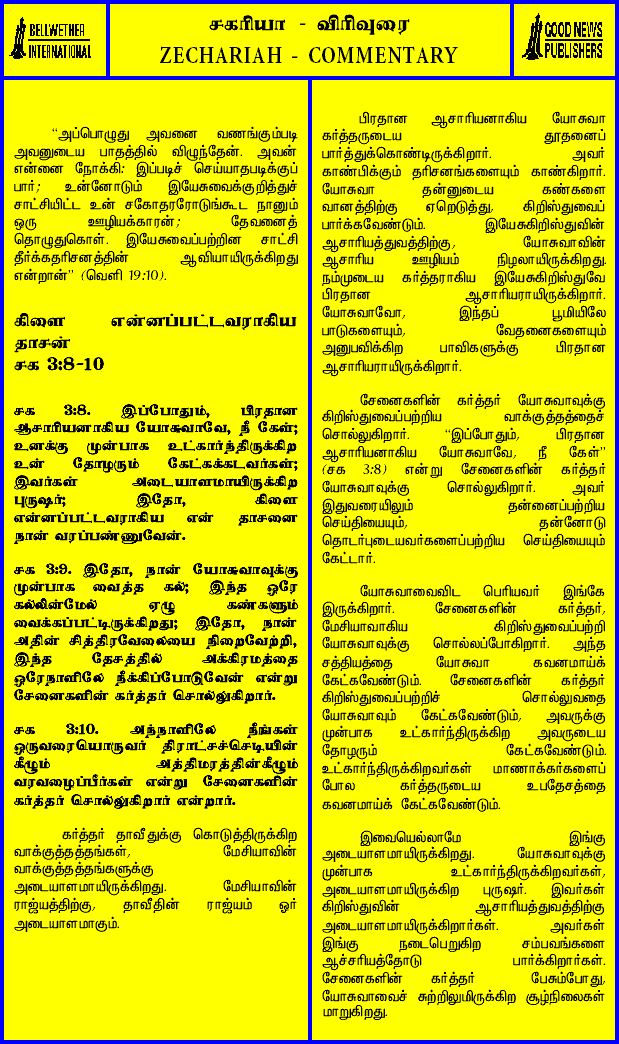 BELLWETHER
INTERNATIONAL
சகரியா - விரிவுரை
ZECHARIAH - COMMENTARY
GOOD NEWS
PUBLISHERS
“அப்பொழுது அவனை வணங்கும்படி
அவனுடைய பாதத்தில் விழுந்தேன். அவன்
என்னை நோக்கி: இப்படிச் செய்யாதபடிக்குப்
பார்; உன்னோடும் இயேசுவைக்குறித்துச்
சாட்சியிட்ட உன் சகோதரரோடுங்கூட நானும்
ஒரு ஊழியக்காரன்; தேவனைத்
தொழுதுகொள். இயேசுவைப்பற்றின சாட்சி
தீர்க்கதரிசனத்தின் ஆவியாயிருக்கிறது
என்றான்” (வெளி 19:10).
கிளை என்னப்பட்டவராகிய
தாசன்
சக 3:8-10
சக 3:8. இப்போதும், பிரதான
ஆசாரியனாகிய யோசுவாவே, நீ கேள்;
உனக்கு முன்பாக உட்கார்ந்திருக்கிற
உன் தோழரும் கேட்கக்கடவர்கள்;
இவர்கள் அடையாளமாயிருக்கிற
புருஷர்; இதோ, கிளை
என்னப்பட்டவராகிய என் தாசனை
நான் வரப்பண்ணுவேன்.
சக 3:9. இதோ, நான் யோசுவாவுக்கு
முன்பாக வைத்த கல்; இந்த ஒரே
கல்லின்மேல் ஏழு கண்களும்
வைக்கப்பட்டிருக்கிறது; இதோ, நான்
அதின் சித்திரவேலையை நிறைவேற்றி,
இந்த தேசத்தில் அக்கிரமத்தை
ஒரேநாளிலே நீக்கிப்போடுவேன் என்று
சேனைகளின் கர்த்தர் சொல்லுகிறார்.
சக 3:10. அந்நாளிலே நீங்கள்
ஒருவரையொருவர் திராட்சச்செடியின்
கீழும் அத்திமரத்தின்கீழும்
வரவழைப்பீர்கள் என்று சேனைகளின்
கர்த்தர் சொல்லுகிறார் என்றார்.
கர்த்தர் தாவீதுக்கு கொடுத்திருக்கிற
வாக்குத்தத்தங்கள், மேசியாவின்
வாக்குத்தத்தங்களுக்கு
அடையாளமாயிருக்கிறது. மேசியாவின்
ராஜ்யத்திற்கு, தாவீதின் ராஜ்யம் ஓர்
அடையாளமாகும்.
பிரதான ஆசாரியனாகிய யோசுவா
கர்த்தருடைய தூதனைப்
பார்த்துக்கொண்டிருக்கிறார். அவர்
காண்பிக்கும் தரிசனங்களையும் காண்கிறார்.
யோசுவா தன்னுடைய கண்களை
வானத்திற்கு ஏறெடுத்து, கிறிஸ்துவைப்
பார்க்கவேண்டும். இயேசுகிறிஸ்துவின்
ஆசாரியத்துவத்திற்கு, யோசுவாவின்
ஆசாரிய ஊழியம் நிழலாயிருக்கிறது.
நம்முடைய கர்த்தராகிய இயேசுகிறிஸ்துவே
பிரதான ஆசாரியராயிருக்கிறார்.
யோசுவாவோ, இந்தப் பூமியிலே
பாடுகளையும், வேதனைகளையும்
அனுபவிக்கிற பாவிகளுக்கு பிரதான
ஆசாரியராயிருக்கிறார்.
சேனைகளின் கர்த்தர் யோசுவாவுக்கு
கிறிஸ்துவைப்பற்றிய வாக்குத்தத்தைச்
சொல்லுகிறார். “இப்போதும், பிரதான
ஆசாரியனாகிய யோசுவாவே, நீ கேள்”
(சக 3:8) என்று சேனைகளின் கர்த்தர்
யோசுவாவுக்கு சொல்லுகிறார். அவர்
இதுவரையிலும் தன்னைப்பற்றிய
செய்தியையும், தன்னோடு
தொடர்புடையவர்களைப்பற்றிய செய்தியையும்
கேட்டார்.
யோசுவாவைவிட பெரியவர் இங்கே
இருக்கிறார். சேனைகளின் கர்த்தர்,
மேசியாவாகிய கிறிஸ்துவைப்பற்றி
யோசுவாவுக்கு சொல்லப்போகிறார். அந்த
சத்தியத்தை யோசுவா கவனமாய்க்
கேட்கவேண்டும். சேனைகளின் கர்த்தர்
கிறிஸ்துவைப்பற்றிச் சொல்லுவதை
யோசுவாவும் கேட்கவேண்டும், அவருக்கு
முன்பாக உட்கார்ந்திருக்கிற அவருடைய
தோழரும் கேட்கவேண்டும்.
உட்கார்ந்திருக்கிறவர்கள் மாணாக்கர்களைப்
போல கர்த்தருடைய உபதேசத்தை
கவனமாய்க் கேட்கவேண்டும்.
இவையெல்லாமே இங்கு
அடையாளமாயிருக்கிறது. யோசுவாவுக்கு
முன்பாக உட்கார்ந்திருக்கிறவர்கள்,
அடையாளமாயிருக்கிற புருஷர். இவர்கள்
கிறிஸ்துவின் ஆசாரியத்துவத்திற்கு
அடையாளமாயிருக்கிறார்கள். அவர்கள்
இங்கு நடைபெறுகிற சம்பவங்களை
ஆச்சரியத்தோடு பார்க்கிறார்கள்.
சேனைகளின் கர்த்தர் பேசும்போது,
யோசுவாவைச் சுற்றிலுமிருக்கிற சூழ்நிலைகள்
மாறுகிறது.